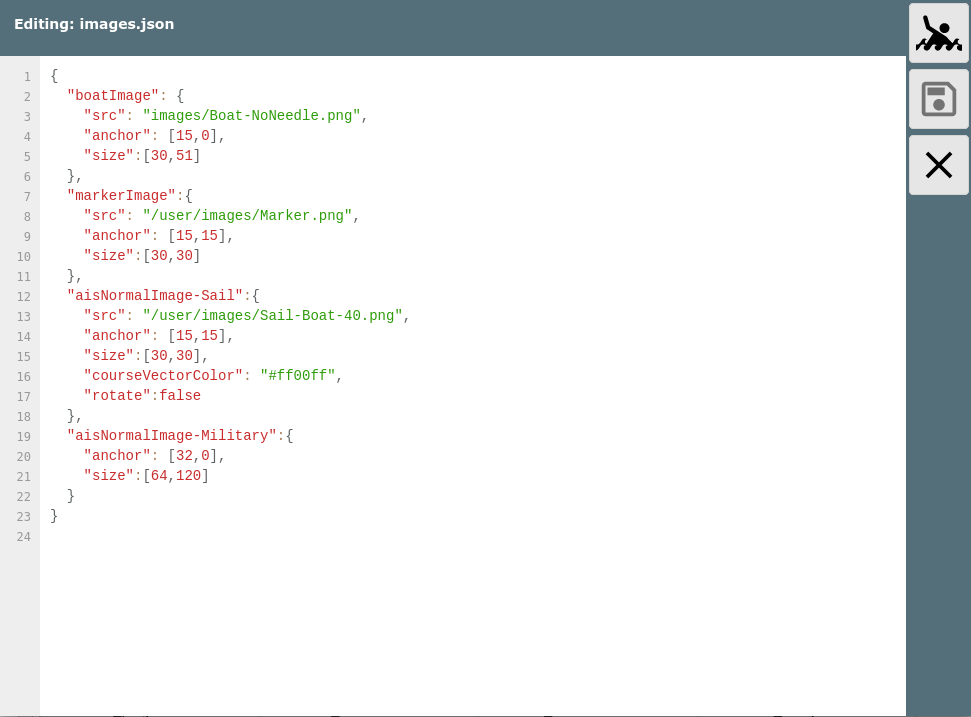 Editing: images.json
1 {
2   "boatImage": {
3     "src": "images/Boat-NoNeedle.png",
4     "anchor": [15,0],
5     "size":[30,51]
6   },
7   "markerImage":{
8     "src": "/user/images/Marker.png",
9     "anchor": [15,15],
10     "size":[30,30]
11   },
12   "aisNormalImage-Sail":{
13     "src": "/user/images/Sail-Boat-40.png",
14     "anchor": [15,15],
15     "size":[30,30],
16     "courseVectorColor": "#ff00ff",
17     "rotate":false
18   },
19   "aisNormalImage-Military":{
20     "anchor": [32,0],
21     "size":[64,120]
22   }
23 }
24